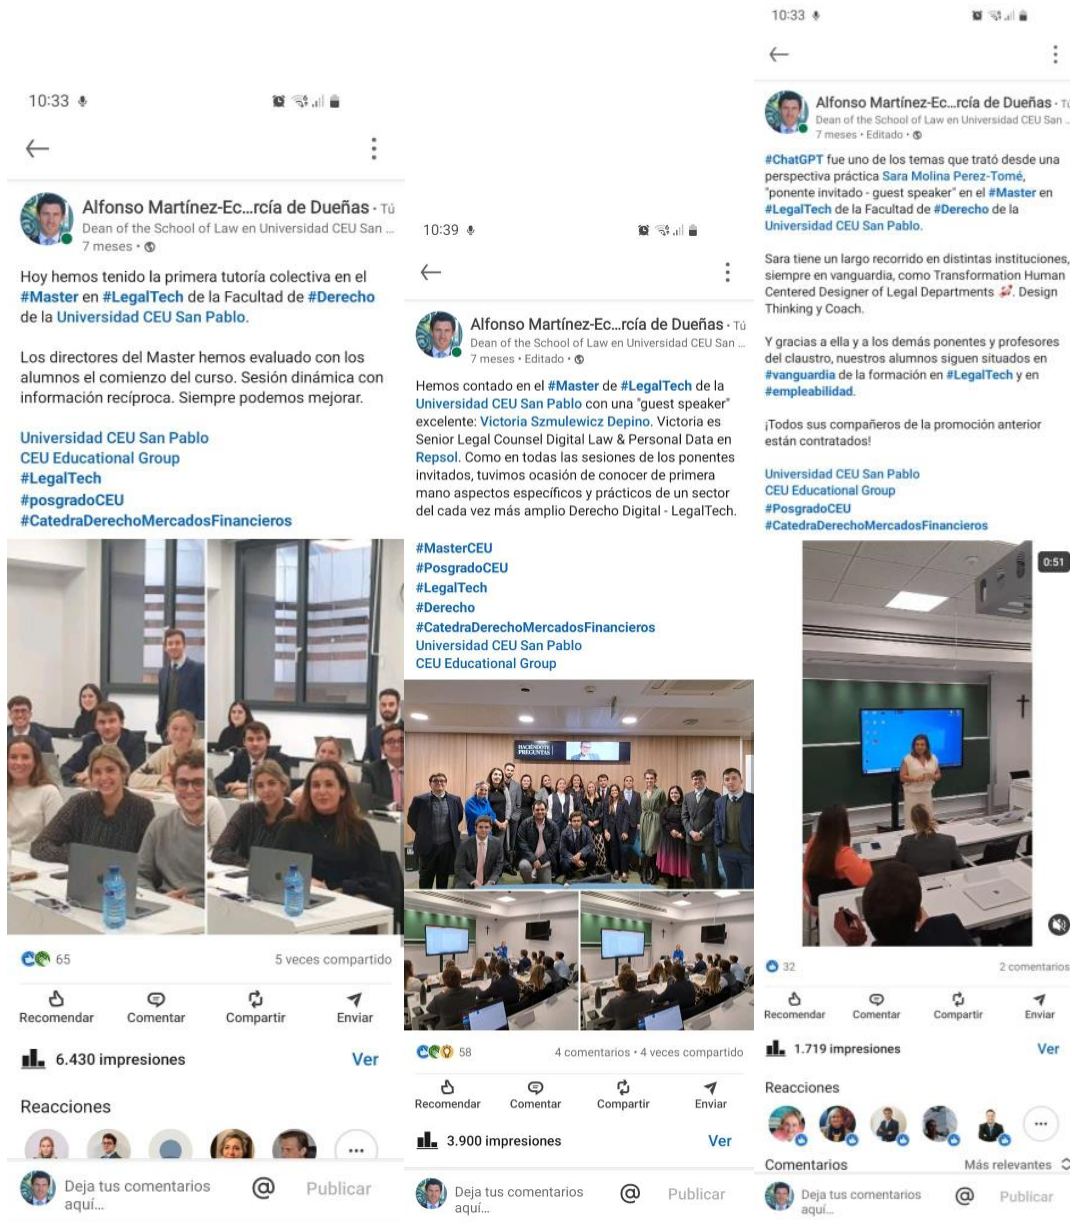 10:33
Alfonso Martínez-Ec...rcía de Dueñas · Tú
Dean of the School of Law en Universidad CEU San ...
7 meses •
Hoy hemos tenido la primera tutoría colectiva en el
#Master en #LegalTech de la Facultad de #Derecho
de la Universidad CEU San Pablo.
Los directores del Master hemos evaluado con los
alumnos el comienzo del curso. Sesión dinámica con
información recíproca. Siempre podemos mejorar.
Universidad CEU San Pablo
CEU Educational Group
#LegalTech
#posgradoCEU
#CatedraDerechoMercadosFinancieros
65
5 veces compartido
Recomendar
Comentar
Compartir
Enviar
6.430 impresiones
Ver
Reacciones
Deja tus comentarios
aquí...
@
Publicar
10:39
Alfonso Martínez-Ec...rcía de Dueñas · Tú
Dean of the School of Law en Universidad CEU San ...
7 meses • Editado •
Hemos contado en el #Master de #LegalTech de la
Universidad CEU San Pablo con una "guest speaker"
excelente: Victoria Szmulewicz Depino. Victoria es
Senior Legal Counsel Digital Law & Personal Data en
Repsol. Como en todas las sesiones de los ponentes
invitados, tuvimos ocasión de conocer de primera
mano aspectos específicos y prácticos de un sector
del cada vez más amplio Derecho Digital - LegalTech.
#MasterCEU
#PosgradoCEU
#LegalTech
#Derecho
#CatedraDerechoMercadosFinancieros
Universidad CEU San Pablo
CEU Educational Group
HACIÉNDOTE
PREGUNTAS
58
4 comentarios • 4 veces compartido
Recomendar
Comentar
Compartir
Enviar
3.900 impresiones
Ver
Deja tus comentarios
aquí...
@
Publicar
10:33
Alfonso Martínez-Ec...rcía de Dueñas · Tú
Dean of the School of Law en Universidad CEU San ...
7 meses • Editado •
#ChatGPT fue uno de los temas que trató desde una
perspectiva práctica Sara Molina Perez-Tomé,
"ponente invitado - guest speaker" en el #Master en
#LegalTech de la Facultad de #Derecho de la
Universidad CEU San Pablo.
Sara tiene un largo recorrido en distintas instituciones,
siempre en vanguardia, como Transformation Human
Centered Designer of Legal Departments 🚀. Design
Thinking y Coach.
Y gracias a ella y a los demás ponentes y profesores
del claustro, nuestros alumnos siguen situados en
#vanguardia de la formación en #LegalTech y en
#empleabilidad.
¡Todos sus compañeros de la promoción anterior
están contratados!
Universidad CEU San Pablo
CEU Educational Group
#PosgradoCEU
#CatedraDerechoMercadosFinancieros
0:51
32
2 comentarios
Recomendar
Comentar
Compartir
Enviar
1.719 impresiones
Ver
Reacciones
Comentarios
Más relevantes
Deja tus comentarios
aquí...
@
Publicar